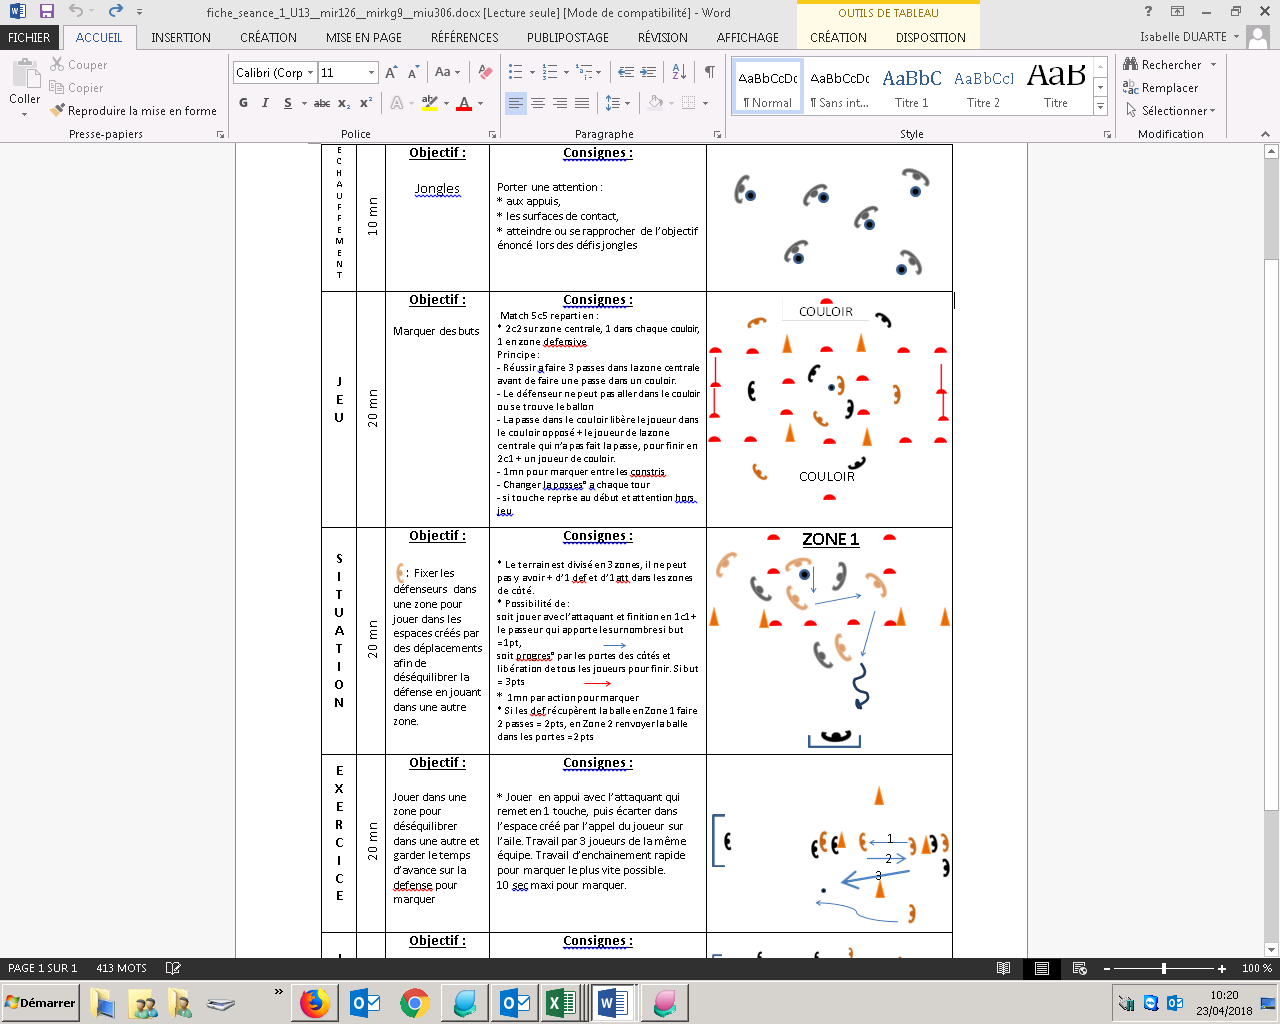 fiche_seance_1_U13__mir126__mirkg9__miu306.docx [Lecture seule] [Mode de compatibilité] - Word
OUTILS DE TABLEAU
FICHIER
ACCUEIL
INSERTION
CRÉATION
MISE EN PAGE
RÉFÉRENCES
PUBLIPOSTAGE
RÉVISION
AFFICHAGE
CRÉATION
DISPOSITION
Isabelle DUARTE
Coller
Couper
Copier
Reproduire la mise en forme
Presse-papiers
Calibri (Corp
11
G I S abc x₂ x²
Police
Paragraphe
AaBbCcDc
¶ Normal
AaBbCcDc
¶ Sans int...
AaBbC
Titre 1
AaBbCcI
Titre 2
AaB
Titre
Style
Rechercher
Remplacer
Sélectionner
Modification
ECHAUFFEMENT
10 mn
Objectif :
Jongles
Consignes :
Porter une attention :
* aux appuis,
* les surfaces de contact,
* atteindre ou se rapprocher de l'objectif
énoncé lors des défis jongles
JEU
20 mn
Objectif :
Marquer des buts
Consignes :
Match 5c5 reparti en :
* 2c2 sur zone centrale, 1 dans chaque couloir,
1 en zone defensive
Principe :
- Réussir a faire 3 passes dans la zone centrale
avant de faire une passe dans un couloir.
- Le défenseur ne peut pas aller dans le couloir
ou se trouve le ballon
- La passe dans le couloir libère le joueur dans
le couloir opposé + le joueur de la zone
centrale qui n'a pas fait la passe, pour finir en
2c1 + un joueur de couloir.
- 1mn pour marquer entre les constris
- Changer la posses° a chaque tour
- si touche reprise au début et attention hors
jeu
COULOIR
COULOIR
SITUATION
20 mn
Objectif :
: Fixer les
défenseurs dans
une zone pour
jouer dans les
espaces créés par
des déplacements
afin de
déséquilibrer la
défense en jouant
dans une autre
zone.
Consignes :
* Le terrain est divisé en 3 zones, il ne peut
pas y avoir + d'1 def et d'1 att dans les zones
de côté.
* Possibilité de :
soit jouer avec l'attaquant et finition en 1c1 +
le passeur qui apporte le surnombre si but
=1pt,
soit progres° par les portes des côtés et
libération de tous les joueurs pour finir. Si but
= 3pts
* 1mn par action pour marquer
* Si les def récupèrent la balle en Zone 1 faire
2 passes = 2pts, en Zone 2 renvoyer la balle
dans les portes =2pts
ZONE 1
EXERCICE
20 mn
Objectif :
Jouer dans une
zone pour
déséquilibrer
dans une autre et
garder le temps
d'avance sur la
defense pour
marquer
Consignes :
* Jouer en appui avec l'attaquant qui
remet en 1 touche, puis écarter dans
l'espace créé par l'appel du joueur sur
l'aile. Travail par 3 joueurs de la même
équipe. Travail d'enchainement rapide
pour marquer le plus vite possible.
10 sec maxi pour marquer.
1
2
3
Objectif :
Consignes :
PAGE 1 SUR 1
413 MOTS
100 %
Démarrer
10:20
23/04/2018